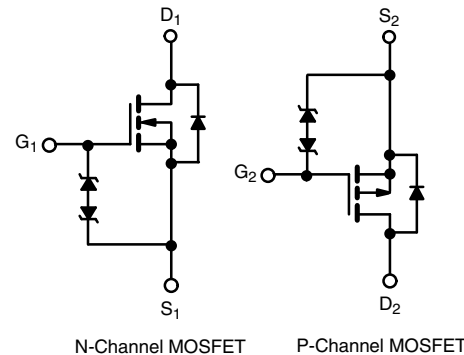 D1
S2
G1
G2
S1
D2
N-Channel MOSFET
P-Channel MOSFET